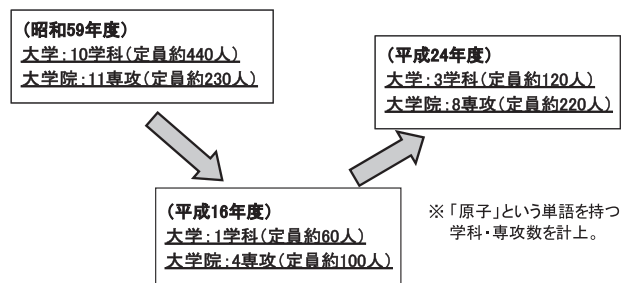 (昭和59年度)
大学:10学科(定員約440人)
大学院:11専攻(定員約230人)
(平成24年度)
大学:3学科(定員約120人)
大学院:8専攻(定員約220人)
(平成16年度)
大学:1学科(定員約60人)
大学院:4専攻(定員約100人)
※「原子」という単語を持つ
学科・専攻数を計上。